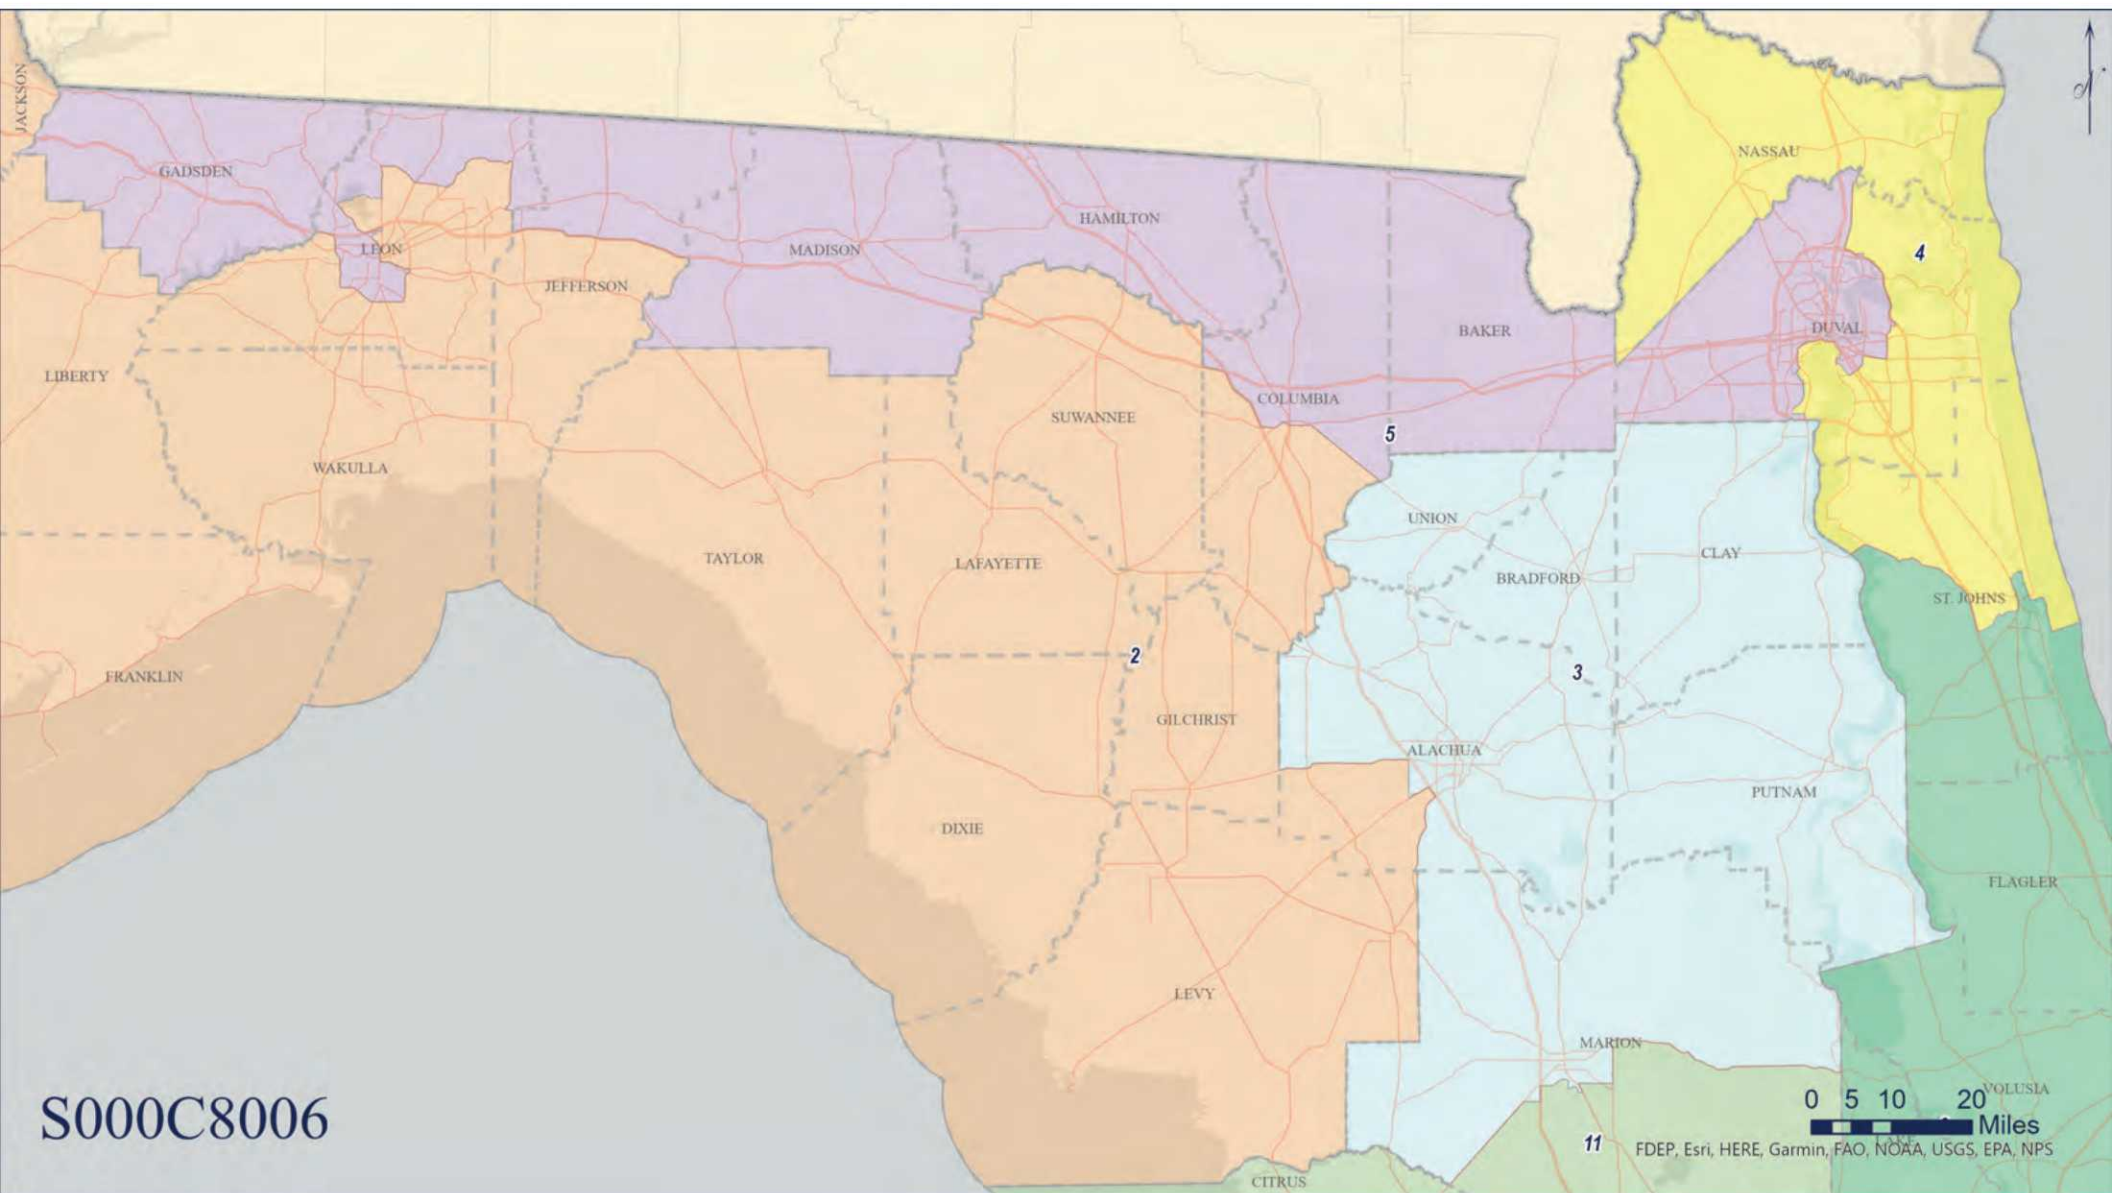 JACKSON
N
NASSAU
GADSDEN
HAMILTON
LEON
MADISON
4
JEFFERSON
BAKER
DUVAL
LIBERTY
COLUMBIA
SUWANNEE
5
WAKULLA
UNION
TAYLOR
LAFAYETTE
CLAY
BRADFORD
ST. JOHNS
2
FRANKLIN
3
GILCHRIST
ALACHUA
PUTNAM
DIXIE
FLAGLER
LEVY
MARION
VOLUSIA
0 5 10 20
Miles
S000C8006
LAKE
11
FDEP, Esri, HERE, Garmin, FAO, NOAA, USGS, EPA, NPS
CITRUS